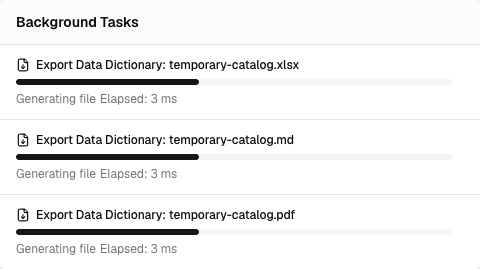 Background Tasks
Export Data Dictionary: temporary-catalog.xlsx
Generating file Elapsed: 3 ms
Export Data Dictionary: temporary-catalog.md
Generating file Elapsed: 3 ms
Export Data Dictionary: temporary-catalog.pdf
Generating file Elapsed: 3 ms